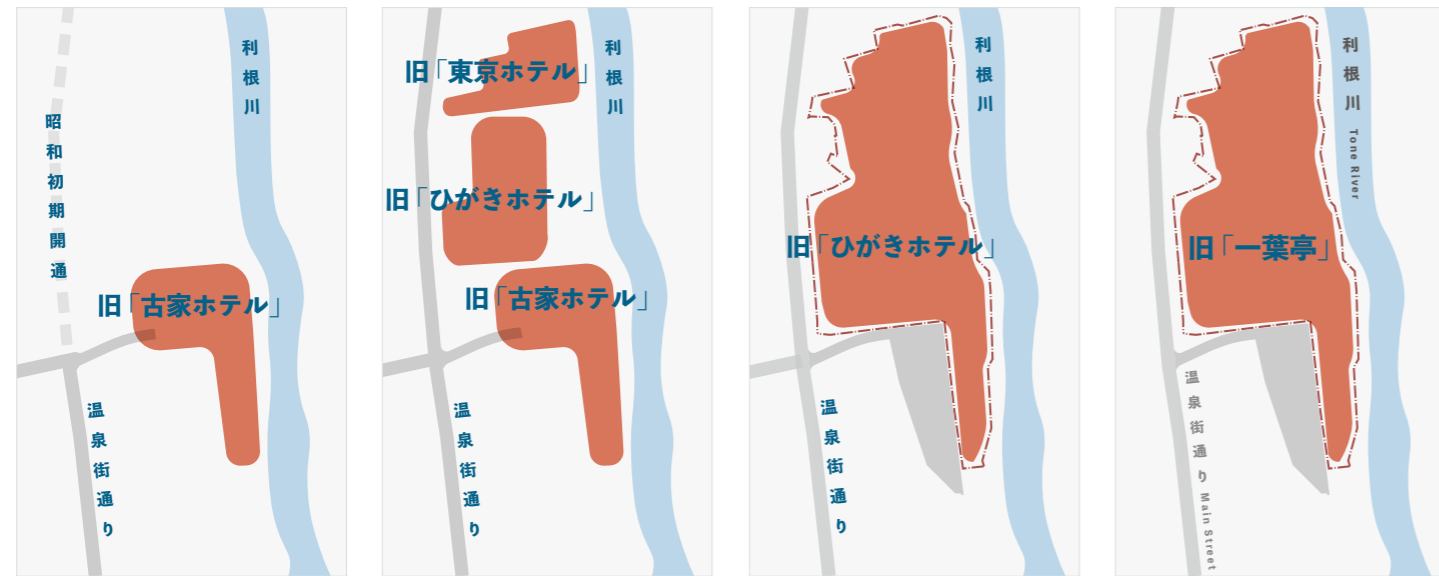 利根川
昭和初期開通
旧「古家ホテル」
温泉街通り
旧「東京ホテル」
利根川
旧「ひがきホテル」
旧「古家ホテル」
温泉街通り
利根川
旧「ひがきホテル」
温泉街通り
利根川 Tone River
旧「一葉亭」
温泉街通り Main Street